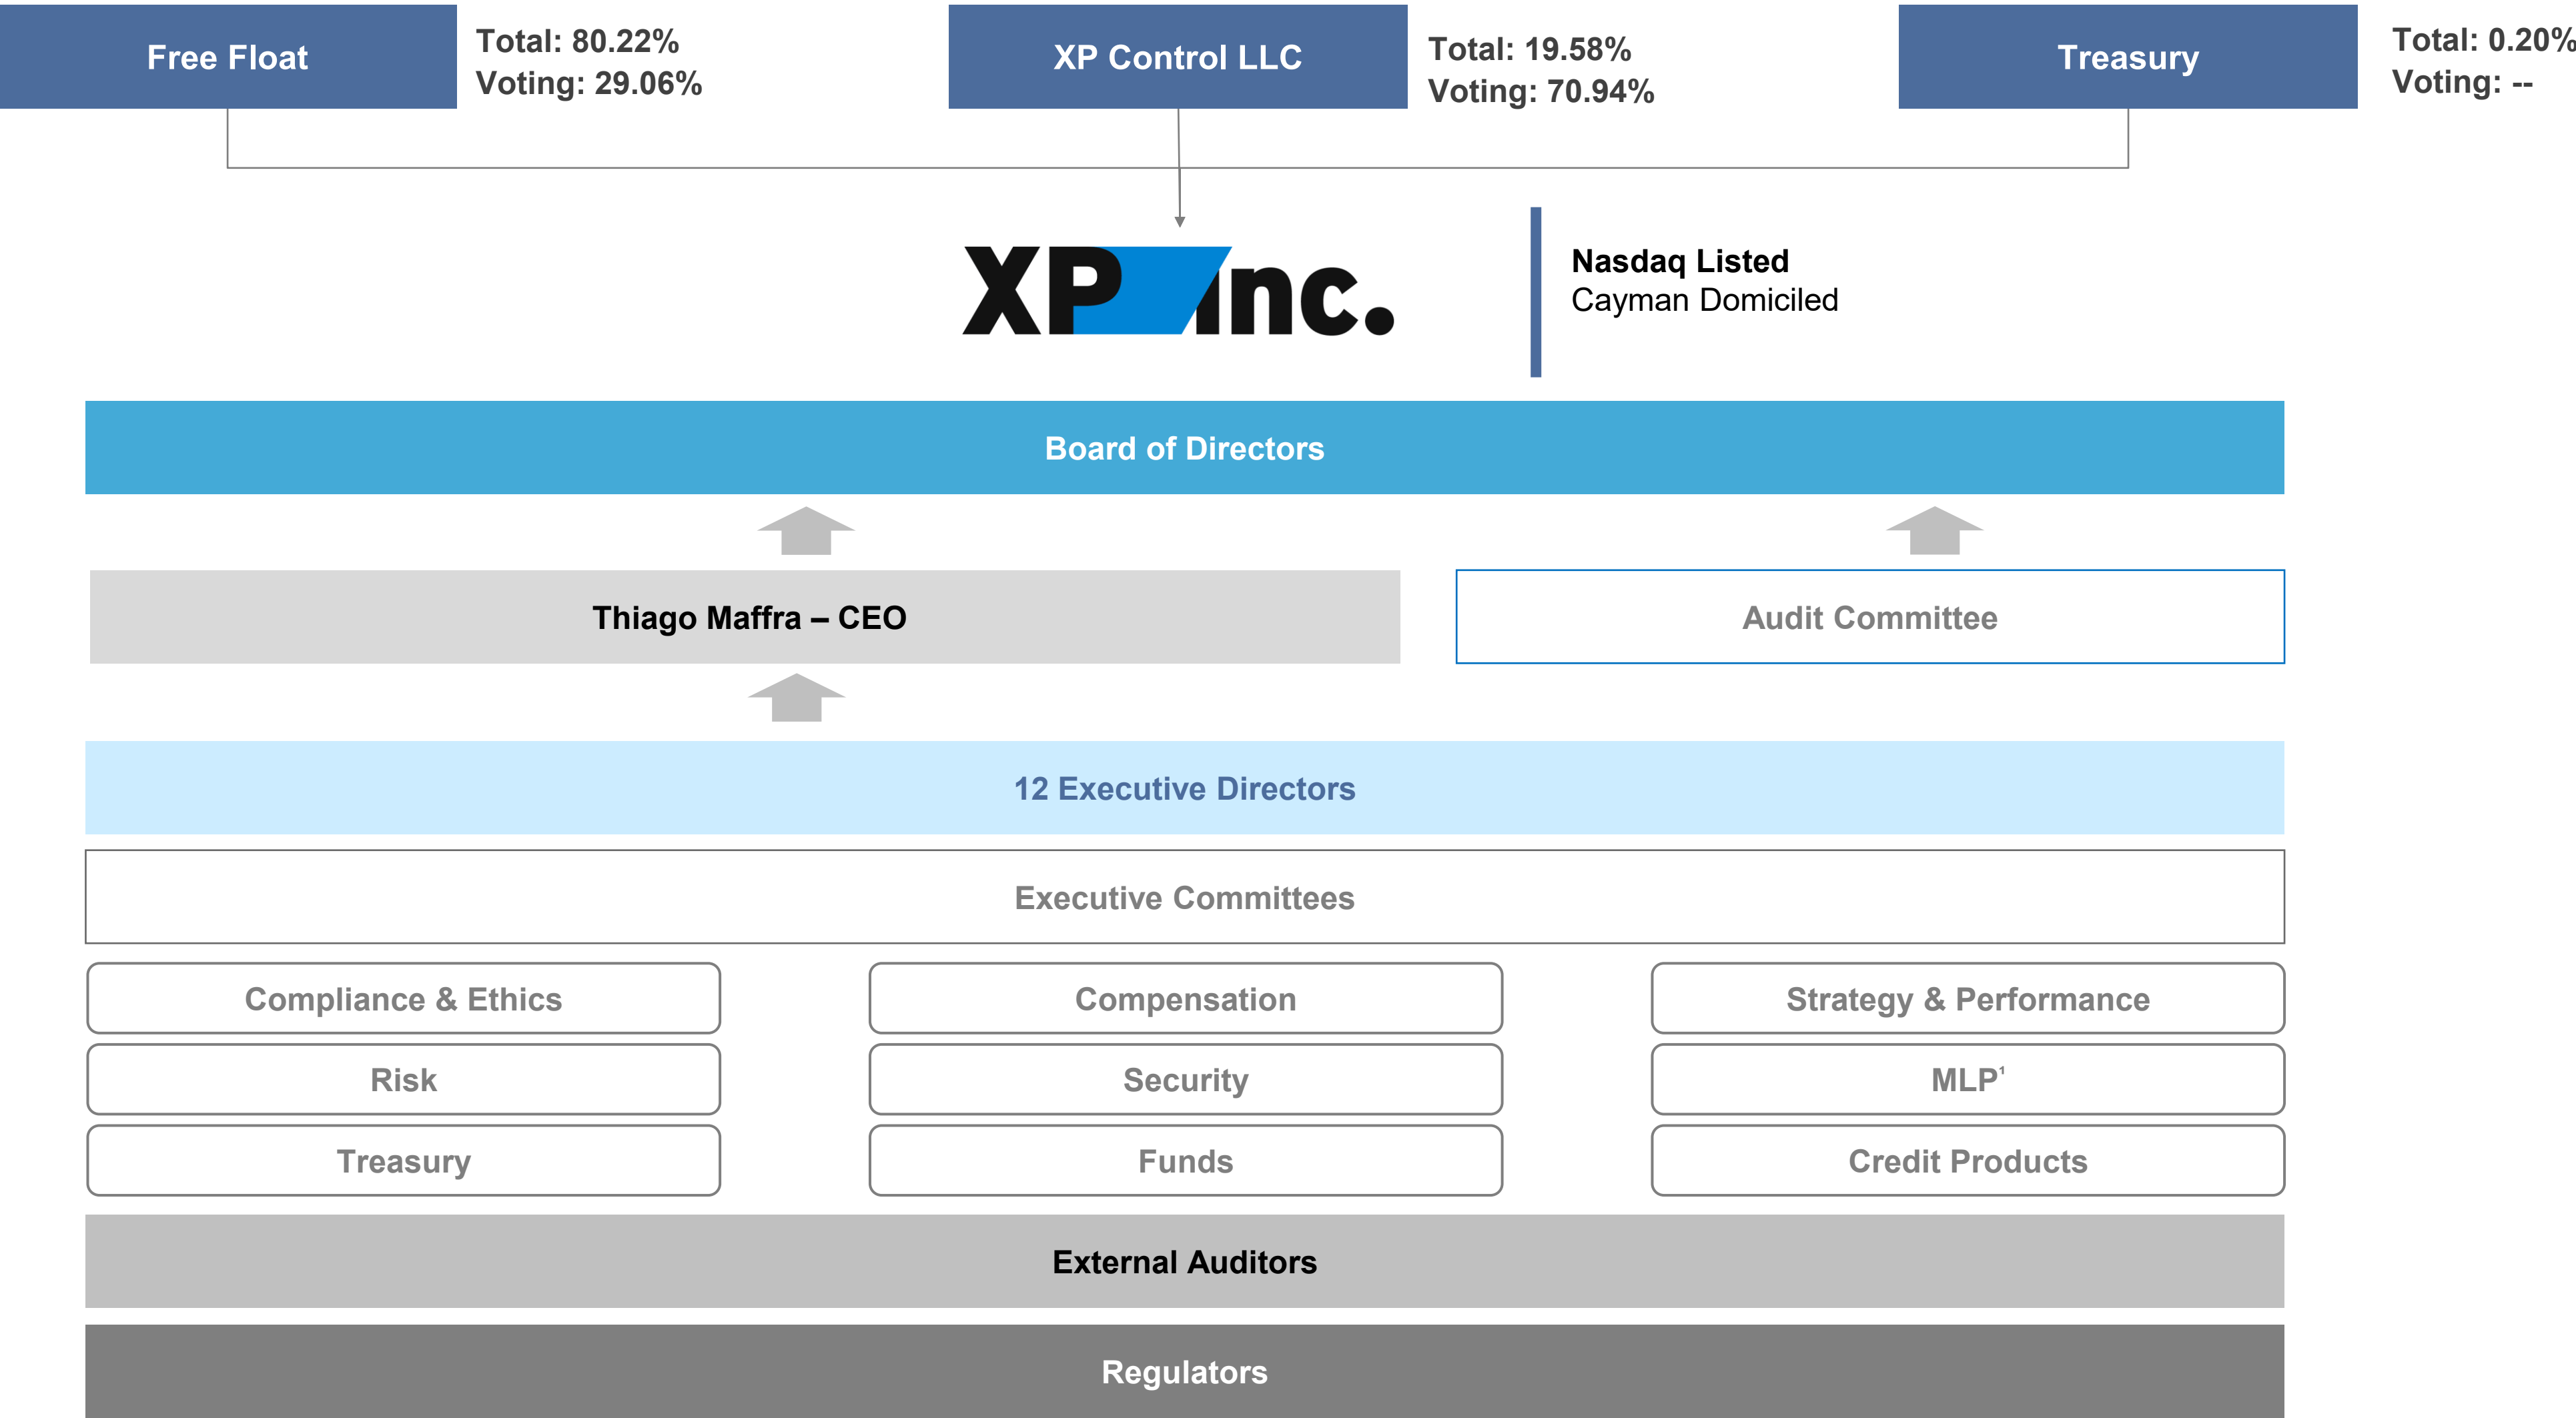 Free Float
Total: 80.22%
Voting: 29.06%
XP Control LLC
Total: 19.58%
Voting: 70.94%
Treasury
Total: 0.20%
Voting: --
XP Inc.
Nasdaq Listed
Cayman Domiciled
Board of Directors
Thiago Maffra – CEO
Audit Committee
12 Executive Directors
Executive Committees
Compliance & Ethics
Compensation
Strategy & Performance
Risk
Security
MLP¹
Treasury
Funds
Credit Products
External Auditors
Regulators